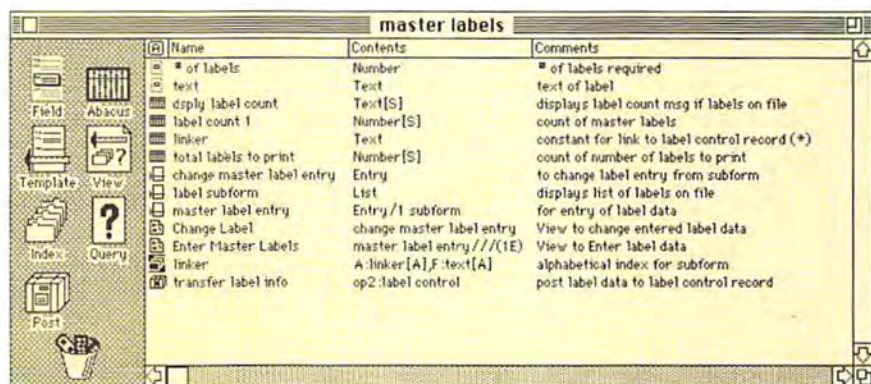 master labels
Name Contents Comments
# of labels Number # of labels required
text Text text of label
dsply label count Text[S] displays label count msg if labels on file
label count 1 Number[S] count of master labels
linker Text constant for link to label control record (*)
total labels to print Number[S] count of number of labels to print
change master label entry Entry to change label entry from subform
label subform List displays list of labels on file
master label entry Entry/1 subform for entry of label data
Change Label change master label entry View to change entered label data
Enter Master Labels master label entry///(1E) View to Enter label data
linker A:linker[A],F:text[A] alphabetical index for subform
transfer label info op2:label control post label data to label control record
Field Abacus
Template View
Index Query
Post